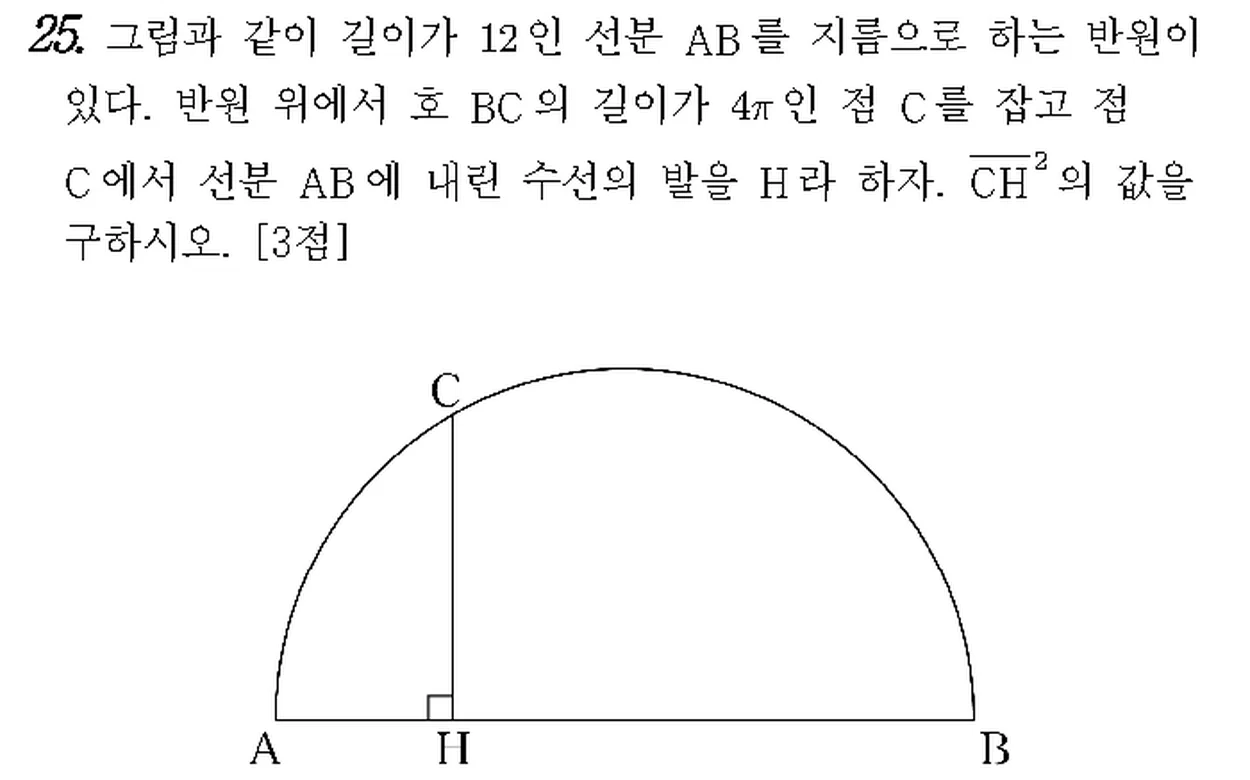 25. 그림과 같이 길이가 12인 선분 AB를 지름으로 하는 반원이
있다. 반원 위에서 호 BC의 길이가 4π인 점 C를 잡고 점
C에서 선분 AB에 내린 수선의 발을 H라 하자. $\overline{CH}^2$의 값을
구하시오. [3점]
C
A H B